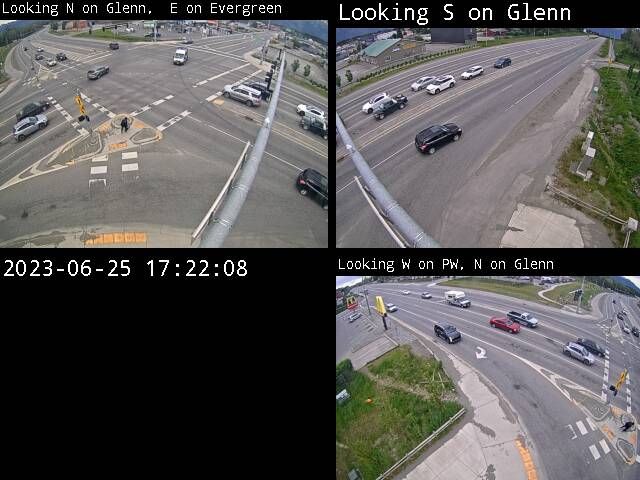 Looking N on Glenn, E on Evergreen
Looking S on Glenn
2023-06-25 17:22:08
Looking W on PW, N on Glenn